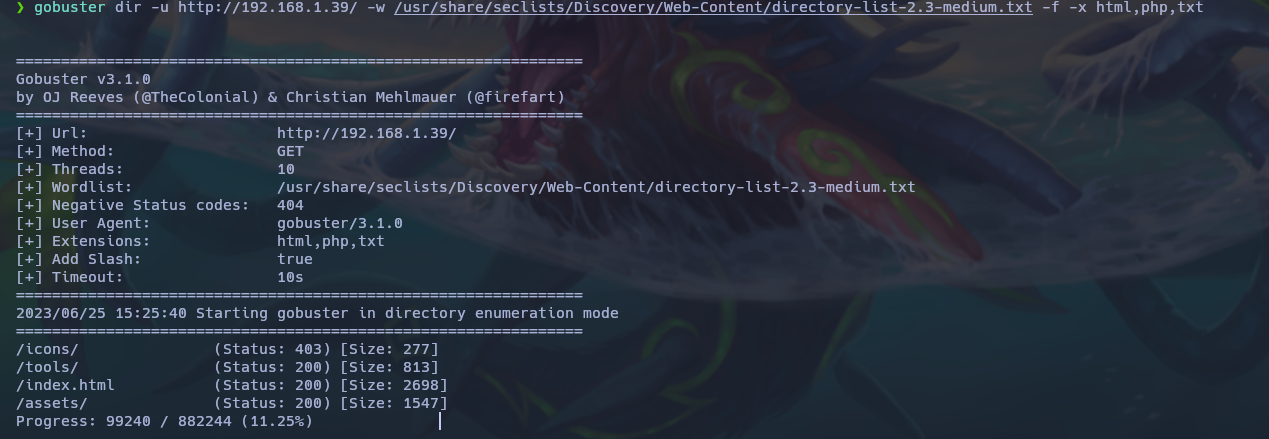 ❯ gobuster dir -u http://192.168.1.39/ -w /usr/share/seclists/Discovery/Web-Content/directory-list-2.3-medium.txt -f -x html,php,txt
===============================================================
Gobuster v3.1.0
by OJ Reeves (@TheColonial) & Christian Mehlmauer (@firefart)
===============================================================
[+] Url:                     http://192.168.1.39/
[+] Method:                  GET
[+] Threads:                 10
[+] Wordlist:                /usr/share/seclists/Discovery/Web-Content/directory-list-2.3-medium.txt
[+] Negative Status codes:   404
[+] User Agent:              gobuster/3.1.0
[+] Extensions:              html,php,txt
[+] Add Slash:               true
[+] Timeout:                 10s
===============================================================
2023/06/25 15:25:40 Starting gobuster in directory enumeration mode
===============================================================
/icons/               (Status: 403) [Size: 277]
/tools/               (Status: 200) [Size: 813]
/index.html           (Status: 200) [Size: 2698]
/assets/              (Status: 200) [Size: 1547]
Progress: 99240 / 882244 (11.25%)